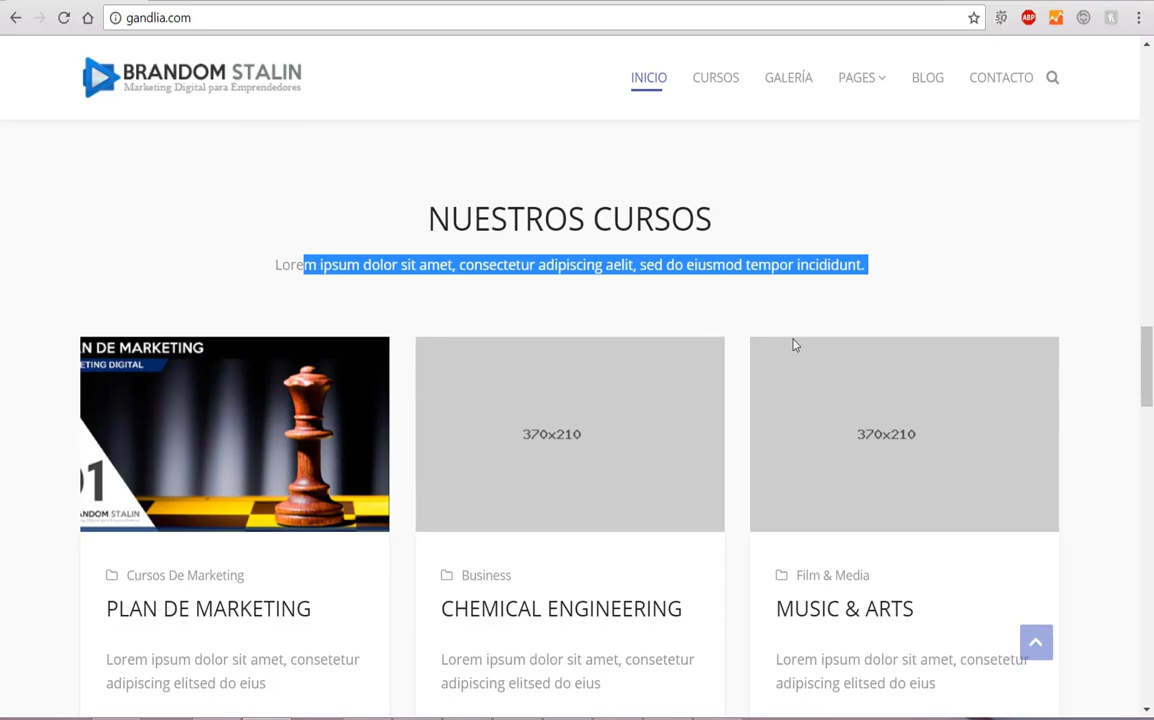 gandlia.com
ABP
BRANDOM STALIN
Marketing Digital para Emprendedores
INICIO
CURSOS
GALERÍA
PAGES
BLOG
CONTACTO
NUESTROS CURSOS
Lorem ipsum dolor sit amet, consectetur adipiscing aelit, sed do eiusmod tempor incididunt.
N DE MARKETING
ETING DIGITAL
01
ANDOM STALIN
370x210
370x210
Cursos De Marketing
PLAN DE MARKETING
Lorem ipsum dolor sit amet, consetetur
adipiscing elitsed do eius
Business
CHEMICAL ENGINEERING
Lorem ipsum dolor sit amet, consetetur
adipiscing elitsed do eius
Film & Media
MUSIC & ARTS
Lorem ipsum dolor sit amet, consetetur
adipiscing elitsed do eius